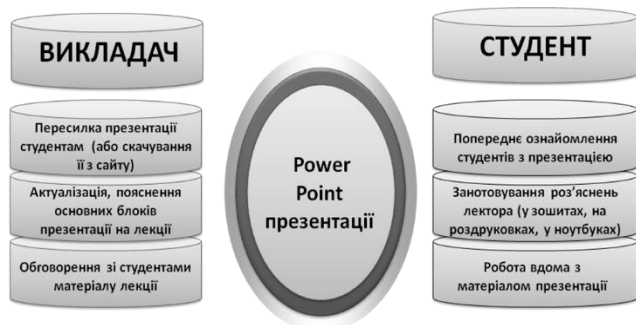 ВИКЛАДАЧ
Пересилка презентації
студентам (або скачування
її з сайту)
Актуалізація, пояснення
основних блоків
презентації на лекції
Обговорення зі студентами
матеріалу лекції
Power
Point
презентації
СТУДЕНТ
Попереднє ознайомлення
студентів з презентацією
Занотовування роз’яснень
лектора (у зошитах, на
роздруковках, у ноутбуках)
Робота вдома з
матеріалом презентації